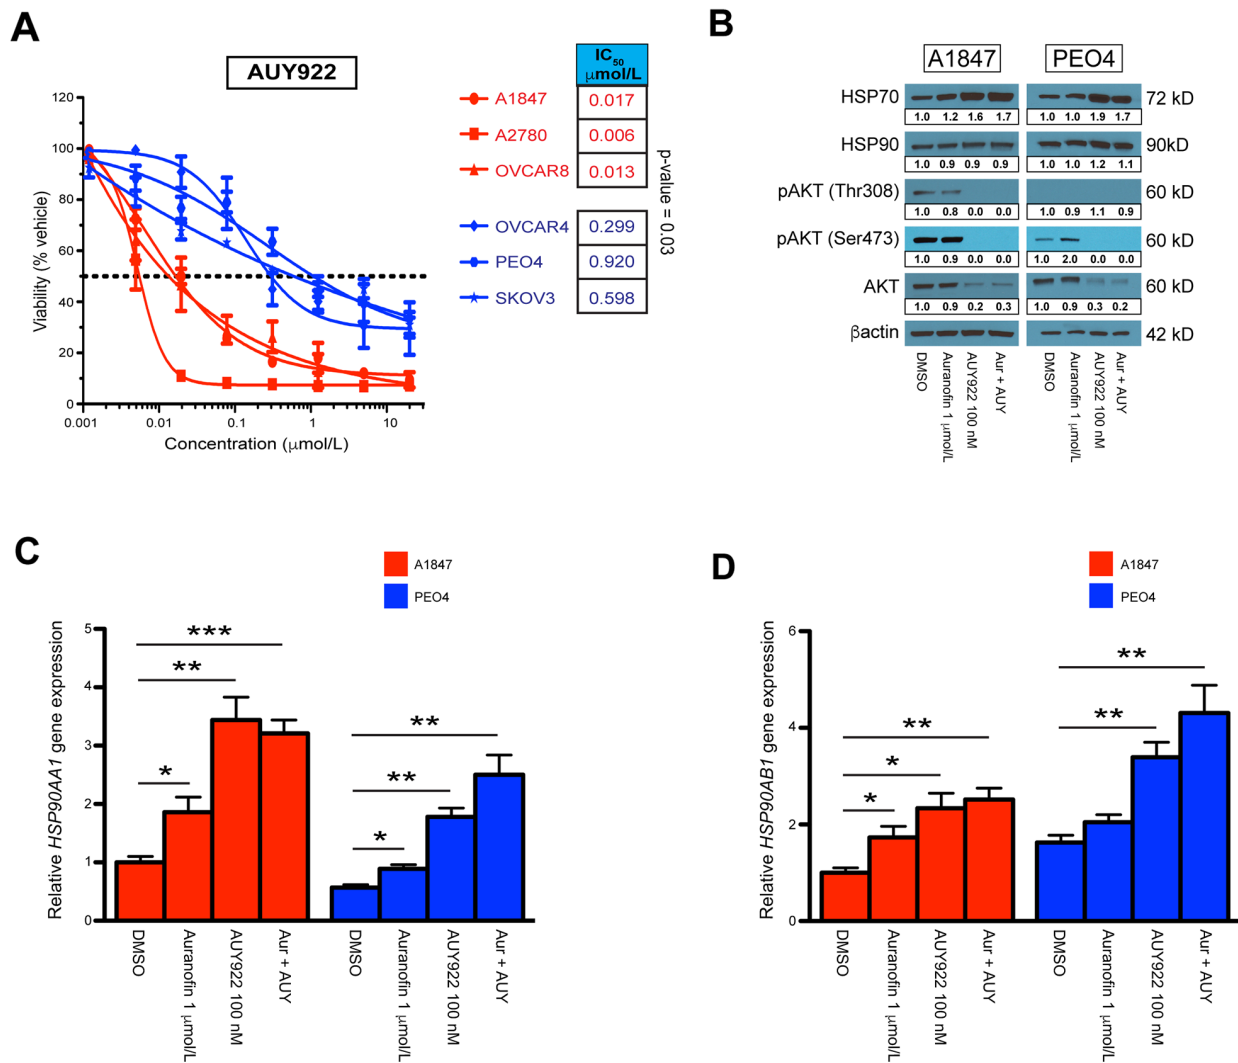 A
AUY922
IC50
μmol/L
A1847 0.017
A2780 0.006
OVCAR8 0.013
OVCAR4 0.299
PEO4 0.920
SKOV3 0.598
p-value = 0.03
Viability (% vehicle)
120
100
80
60
40
20
0
0.001 0.01 0.1 1 10
Concentration (μmol/L)
B
A1847 PEO4
HSP70 72 kD
1.0 1.2 1.6 1.7 1.0 1.0 1.9 1.7
HSP90 90kD
1.0 0.9 0.9 0.9 1.0 1.0 1.2 1.1
pAKT (Thr308) 60 kD
1.0 0.8 0.0 0.0 1.0 0.9 1.1 0.9
pAKT (Ser473) 60 kD
1.0 0.9 0.0 0.0 1.0 2.0 0.0 0.0
AKT 60 kD
1.0 0.9 0.2 0.3 1.0 0.9 0.3 0.2
βactin 42 kD
DMSO
Auranofin 1 μmol/L
AUY922 100 nM
Aur + AUY
DMSO
Auranofin 1 μmol/L
AUY922 100 nM
Aur + AUY
C
A1847
PEO4
Relative HSP90AA1 gene expression
5
4
3
2
1
0
***
**
*
**
**
*
DMSO
Auranofin 1 μmol/L
AUY922 100 nM
Aur + AUY
DMSO
Auranofin 1 μmol/L
AUY922 100 nM
Aur + AUY
D
A1847
PEO4
Relative HSP90AB1 gene expression
6
4
2
0
**
*
*
**
**
DMSO
Auranofin 1 μmol/L
AUY922 100 nM
Aur + AUY
DMSO
Auranofin 1 μmol/L
AUY922 100 nM
Aur + AUY